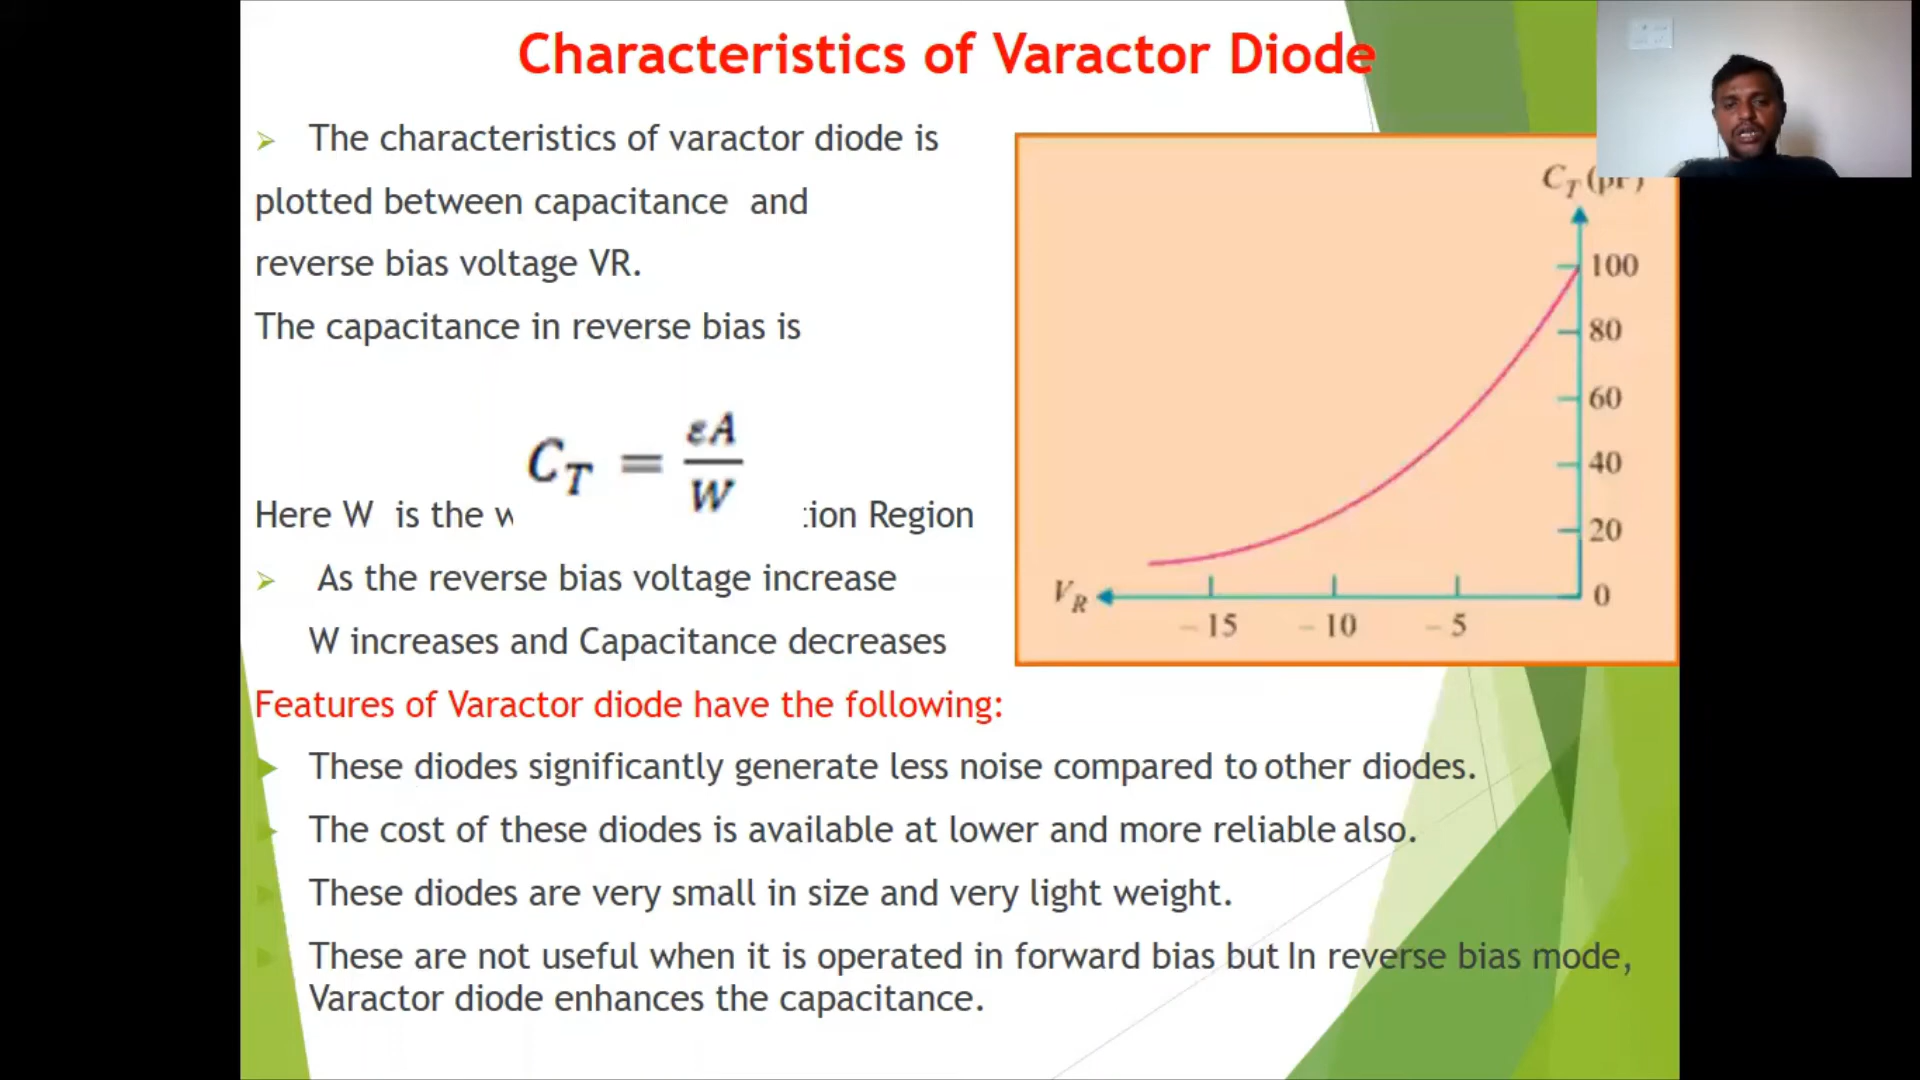 Characteristics of Varactor Diode
The characteristics of varactor diode is
plotted between capacitance and
reverse bias voltage VR.
The capacitance in reverse bias is
C_T = εA / W
Here W is the w tion Region
As the reverse bias voltage increase
W increases and Capacitance decreases
Features of Varactor diode have the following:
These diodes significantly generate less noise compared to other diodes.
The cost of these diodes is available at lower and more reliable also.
These diodes are very small in size and very light weight.
These are not useful when it is operated in forward bias but In reverse bias mode,
Varactor diode enhances the capacitance.
C_T (pF)
100
80
60
40
20
0
V_R
– 15 – 10 – 5